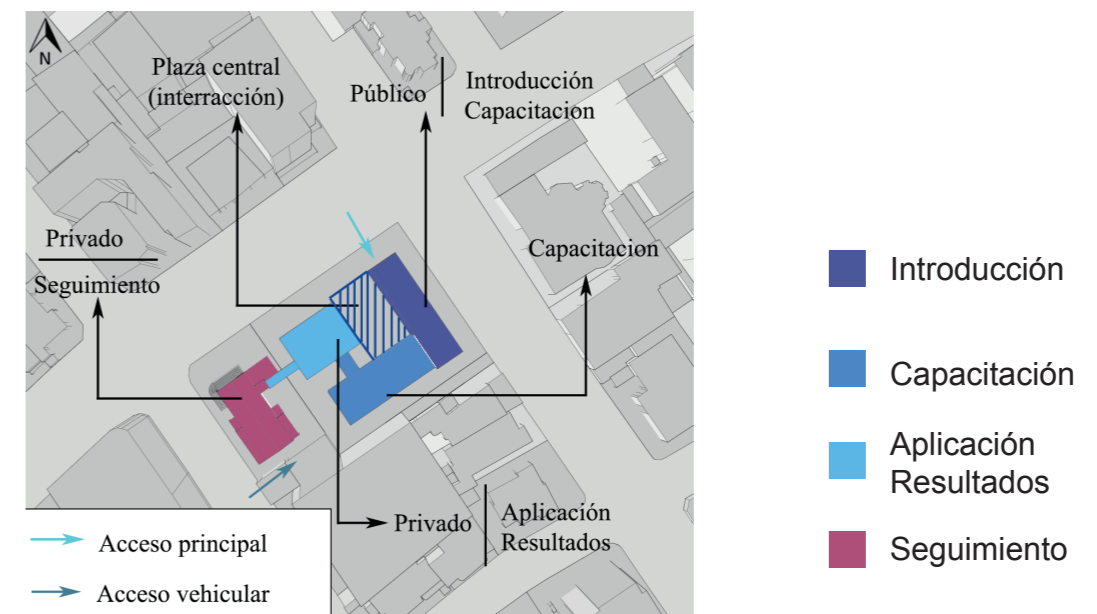 N
Plaza central
(interracción)
Público
Introducción
Capacitacion
Privado
Seguimiento
Capacitacion
Privado
Aplicación
Resultados
Acceso principal
Acceso vehicular
Introducción
Capacitación
Aplicación
Resultados
Seguimiento